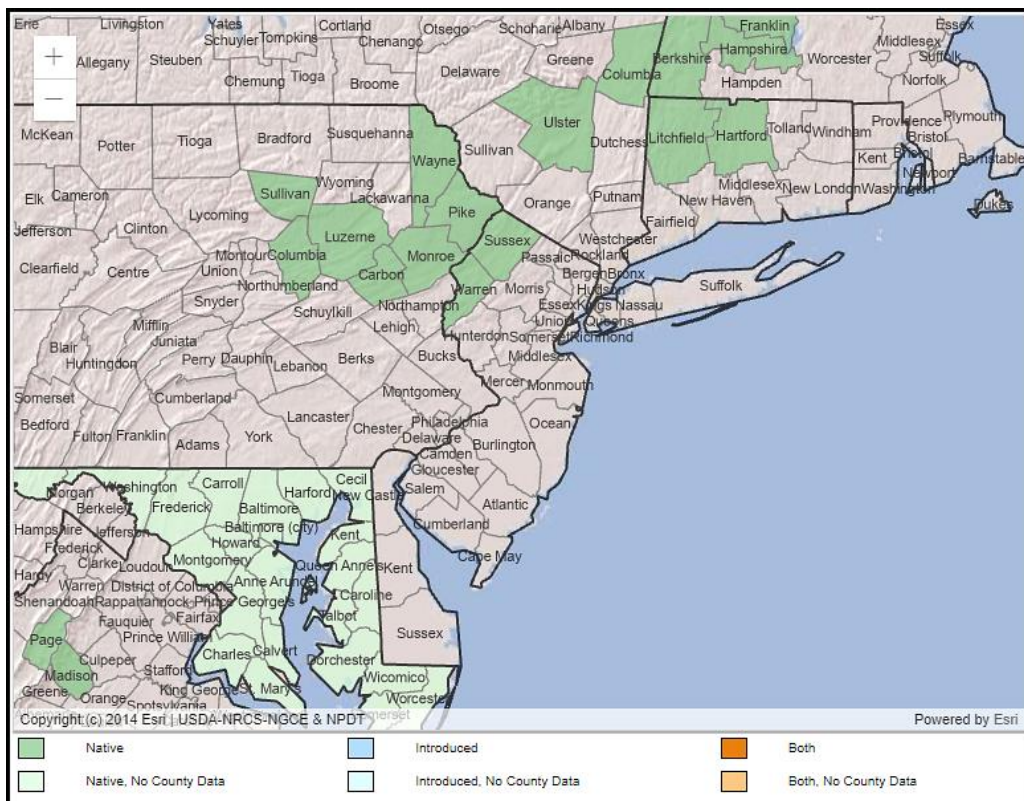 Erie Livingston Yates Cortland Otsego Schoharie Albany Franklin Essex
Schuyler Tompkins Chenango Middlesex
+ Allegany Steuben Delaware Greene Columbia Berkshire Hampshire Worcester Suffolk
− Chemung Tioga Broome Hampden Norfolk
McKean Potter Tioga Bradford Susquehanna Wayne Sullivan Ulster Dutchess Litchfield Hartford Tolland Windham Providence Plymouth
Bristol
Elk Cameron Sullivan Wyoming Lackawanna Kent Bristol Barnstable
Middlesex New London Washington Newport
Jefferson Clinton Lycoming Luzerne Pike Orange Putnam New Haven Dukes
Fairfield
Clearfield Centre Montour Columbia Monroe Sussex Passaic Westchester
Rockland
Union Carbon Bergen Bronx
Northumberland Warren Morris Hudson Suffolk
Snyder Schuylkill Northampton Essex Kings Nassau
Mifflin Lehigh Union Queens
Blair Juniata Hunterdon Somerset Richmond
Huntingdon Perry Dauphin Lebanon Berks Bucks Middlesex
Somerset Cumberland Montgomery Mercer Monmouth
Bedford Fulton Franklin Adams York Lancaster Chester Philadelphia Ocean
Delaware Burlington
Camden
Gloucester
Morgan Washington Carroll Harford Cecil New Castle Salem Atlantic
Berkeley Frederick Baltimore
Hampshire Jefferson Baltimore (city) Kent Cumberland
Frederick Howard
Clarke Loudoun Montgomery Queen Anne's Kent Cape May
Hardy Warren District of Columbia Anne Arundel Caroline
Shenandoah Rappahannock Prince George's
Fauquier Fairfax Talbot
Page Prince William Sussex
Culpeper Charles Calvert Dorchester
Madison Stafford Wicomico
Greene Orange King George St. Mary's Worcester
Spotsylvania Somerset
Copyright:(c) 2014 Esri | USDA-NRCS-NGCE & NPDT Powered by Esri
Native Introduced Both
Native, No County Data Introduced, No County Data Both, No County Data